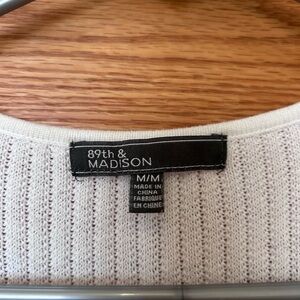 89th &
MADISON
M/M
MADE IN
CHINA
FABRIQUÉ
EN CHINE